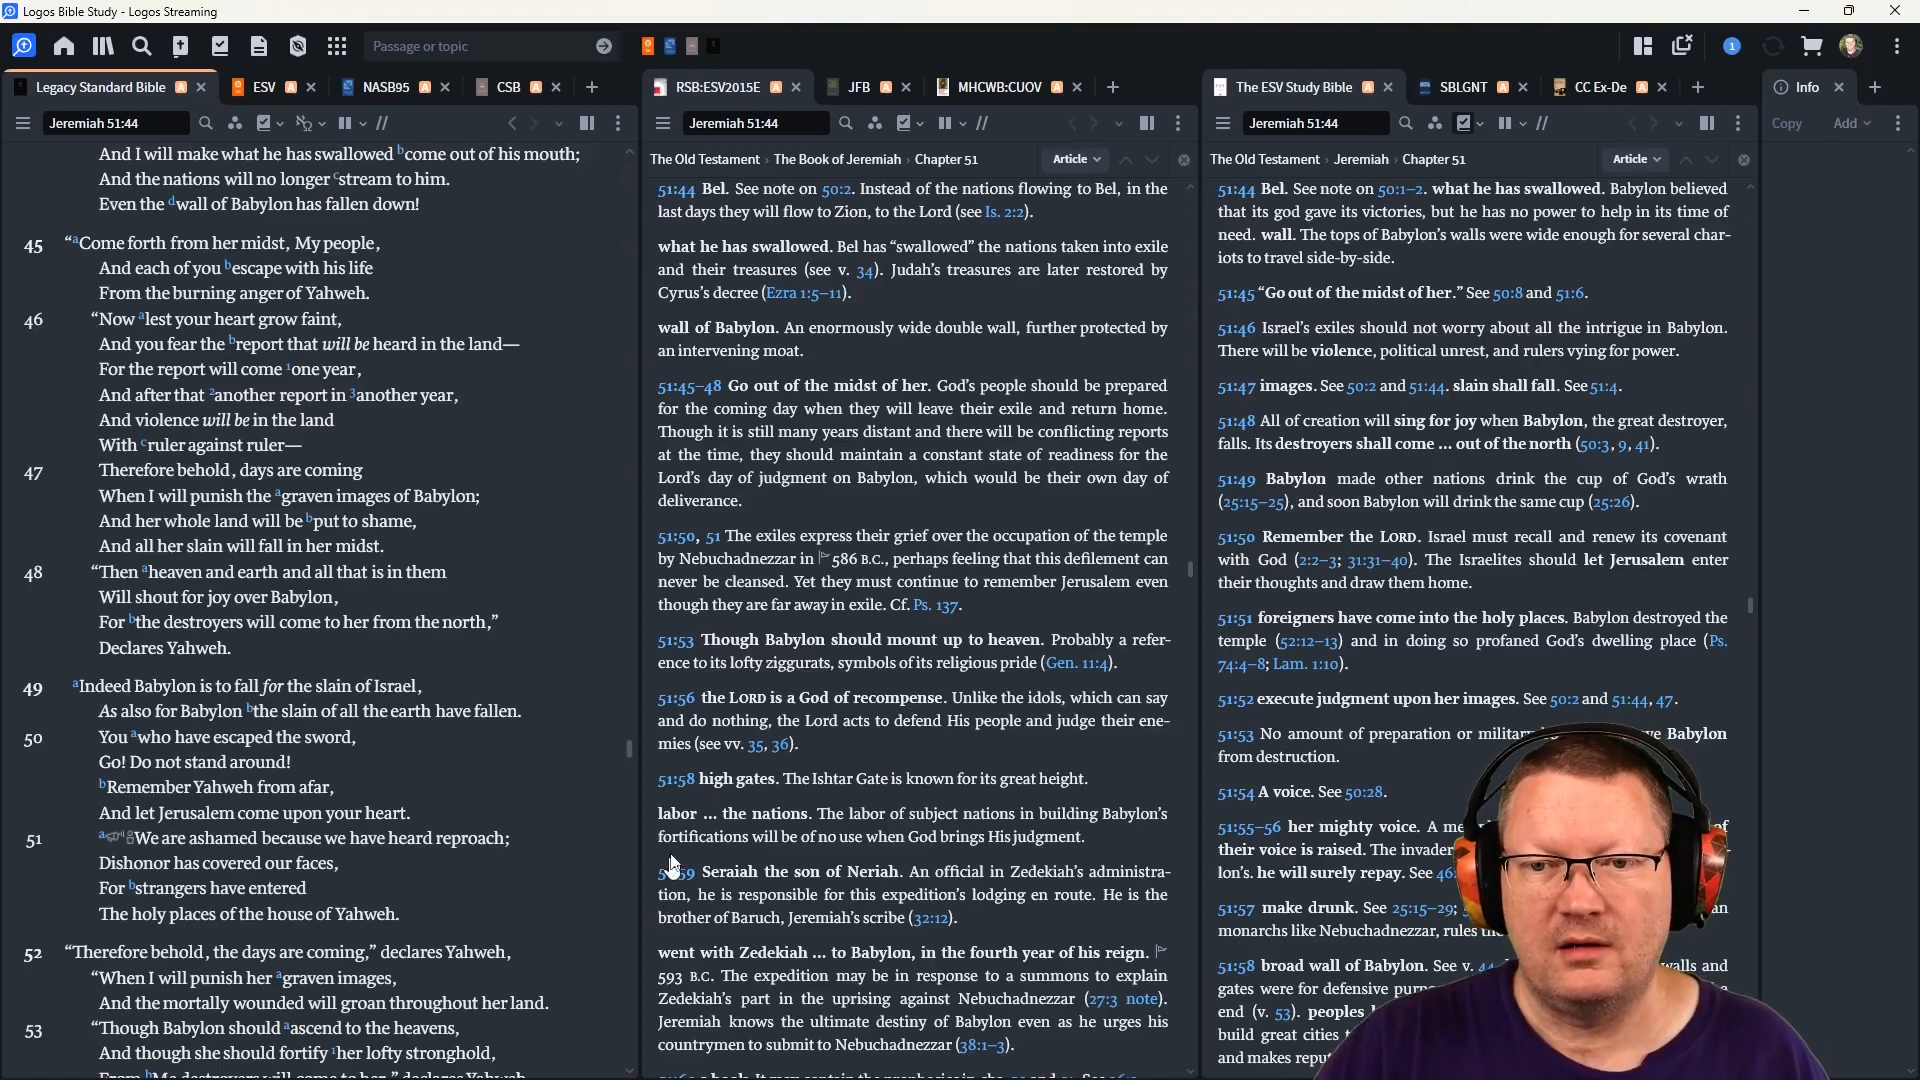 Logos Bible Study - Logos Streaming
Passage or topic
1
Legacy Standard Bible A
ESV A
NASB95 A
CSB A
RSB:ESV2015E A
JFB A
MHCWB:CUOV A
The ESV Study Bible A
SBLGNT A
CC Ex-De A
Info
Jeremiah 51:44
Jeremiah 51:44
Jeremiah 51:44
Copy Add
And I will make what he has swallowed bcome out of his mouth;
And the nations will no longer cstream to him.
Even the dwall of Babylon has fallen down!
45 “aCome forth from her midst, My people,
And each of you bescape with his life
From the burning anger of Yahweh.
46 “Now alest your heart grow faint,
And you fear the breport that will be heard in the land—
For the report will come 1one year,
And after that 2another report in 3another year,
And violence will be in the land
With cruler against ruler—
47 Therefore behold, days are coming
When I will punish the agraven images of Babylon;
And her whole land will be bput to shame,
And all her slain will fall in her midst.
48 “Then aheaven and earth and all that is in them
Will shout for joy over Babylon,
For bthe destroyers will come to her from the north,”
Declares Yahweh.
49 aIndeed Babylon is to fall for the slain of Israel,
As also for Babylon bthe slain of all the earth have fallen.
50 You awho have escaped the sword,
Go! Do not stand around!
bRemember Yahweh from afar,
And let Jerusalem come upon your heart.
51 aWe are ashamed because we have heard reproach;
Dishonor has covered our faces,
For bstrangers have entered
The holy places of the house of Yahweh.
52 “Therefore behold, the days are coming,” declares Yahweh,
“When I will punish her agraven images,
And the mortally wounded will groan throughout her land.
53 “Though Babylon should aascend to the heavens,
And though she should fortify 1her lofty stronghold,
The Old Testament › The Book of Jeremiah › Chapter 51 Article
51:44 Bel. See note on 50:2. Instead of the nations flowing to Bel, in the
last days they will flow to Zion, to the Lord (see Is. 2:2).
what he has swallowed. Bel has “swallowed” the nations taken into exile
and their treasures (see v. 34). Judah’s treasures are later restored by
Cyrus’s decree (Ezra 1:5–11).
wall of Babylon. An enormously wide double wall, further protected by
an intervening moat.
51:45–48 Go out of the midst of her. God’s people should be prepared
for the coming day when they will leave their exile and return home.
Though it is still many years distant and there will be conflicting reports
at the time, they should maintain a constant state of readiness for the
Lord’s day of judgment on Babylon, which would be their own day of
deliverance.
51:50, 51 The exiles express their grief over the occupation of the temple
by Nebuchadnezzar in 586 B.C., perhaps feeling that this defilement can
never be cleansed. Yet they must continue to remember Jerusalem even
though they are far away in exile. Cf. Ps. 137.
51:53 Though Babylon should mount up to heaven. Probably a refer-
ence to its lofty ziggurats, symbols of its religious pride (Gen. 11:4).
51:56 the LORD is a God of recompense. Unlike the idols, which can say
and do nothing, the Lord acts to defend His people and judge their ene-
mies (see vv. 35, 36).
51:58 high gates. The Ishtar Gate is known for its great height.
labor ... the nations. The labor of subject nations in building Babylon’s
fortifications will be of no use when God brings His judgment.
59 Seraiah the son of Neriah. An official in Zedekiah’s administra-
tion, he is responsible for this expedition’s lodging en route. He is the
brother of Baruch, Jeremiah’s scribe (32:12).
went with Zedekiah ... to Babylon, in the fourth year of his reign.
593 B.C. The expedition may be in response to a summons to explain
Zedekiah’s part in the uprising against Nebuchadnezzar (27:3 note).
Jeremiah knows the ultimate destiny of Babylon even as he urges his
countrymen to submit to Nebuchadnezzar (38:1–3).
The Old Testament › Jeremiah › Chapter 51 Article
51:44 Bel. See note on 50:1–2. what he has swallowed. Babylon believed
that its god gave its victories, but he has no power to help in its time of
need. wall. The tops of Babylon’s walls were wide enough for several char-
iots to travel side-by-side.
51:45 “Go out of the midst of her.” See 50:8 and 51:6.
51:46 Israel’s exiles should not worry about all the intrigue in Babylon.
There will be violence, political unrest, and rulers vying for power.
51:47 images. See 50:2 and 51:44. slain shall fall. See 51:4.
51:48 All of creation will sing for joy when Babylon, the great destroyer,
falls. Its destroyers shall come ... out of the north (50:3, 9, 41).
51:49 Babylon made other nations drink the cup of God’s wrath
(25:15–25), and soon Babylon will drink the same cup (25:26).
51:50 Remember the LORD. Israel must recall and renew its covenant
with God (2:2–3; 31:31–40). The Israelites should let Jerusalem enter
their thoughts and draw them home.
51:51 foreigners have come into the holy places. Babylon destroyed the
temple (52:12–13) and in doing so profaned God’s dwelling place (Ps.
74:4–8; Lam. 1:10).
51:52 execute judgment upon her images. See 50:2 and 51:44, 47.
51:53 No amount of preparation or Babylon
from destruction.
51:54 A voice. See 50:28.
51:55–56 her mighty voice. A of
their voice is raised. The
lon’s. he will surely repay. See
51:57 make drunk. See 25:15–29;
monarchs like Nebuchadnezzar, rules
51:58 broad wall of Babylon. See v. walls and
gates were for defensive
end (v. 53). peoples
build great cities
and makes